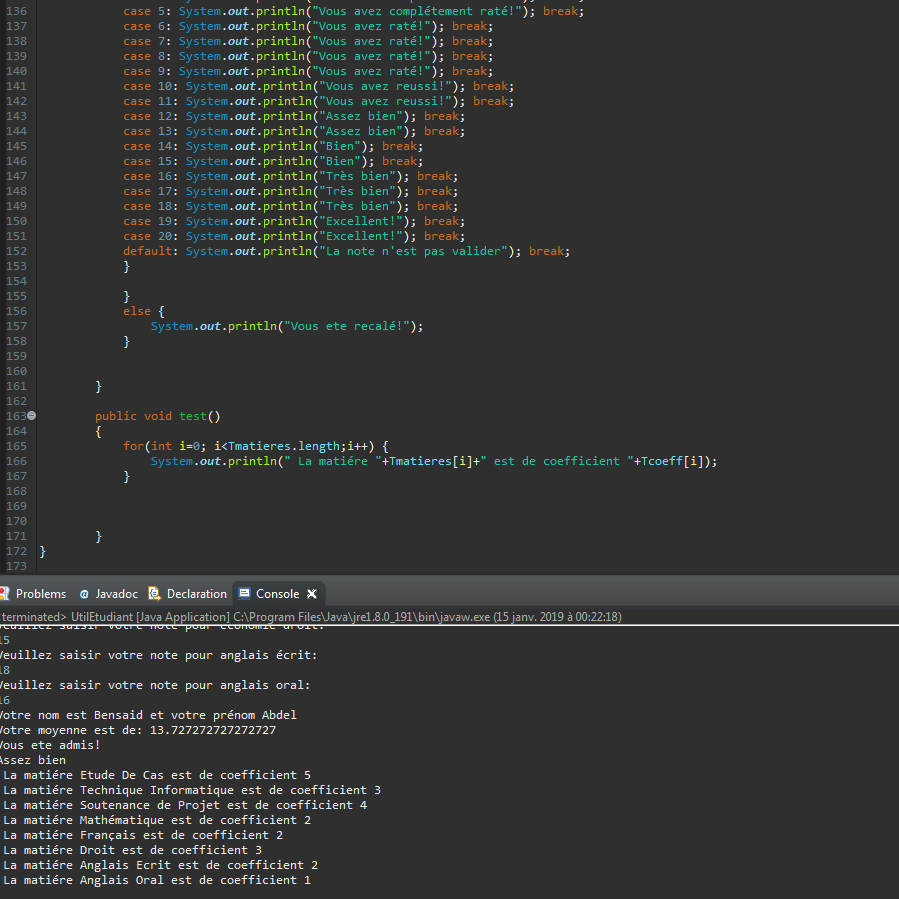 136 case 5: System.out.println("Vous avez complétement raté!"); break;
137 case 6: System.out.println("Vous avez raté!"); break;
138 case 7: System.out.println("Vous avez raté!"); break;
139 case 8: System.out.println("Vous avez raté!"); break;
140 case 9: System.out.println("Vous avez raté!"); break;
141 case 10: System.out.println("Vous avez reussi!"); break;
142 case 11: System.out.println("Vous avez reussi!"); break;
143 case 12: System.out.println("Assez bien"); break;
144 case 13: System.out.println("Assez bien"); break;
145 case 14: System.out.println("Bien"); break;
146 case 15: System.out.println("Bien"); break;
147 case 16: System.out.println("Très bien"); break;
148 case 17: System.out.println("Très bien"); break;
149 case 18: System.out.println("Très bien"); break;
150 case 19: System.out.println("Excellent!"); break;
151 case 20: System.out.println("Excellent!"); break;
152 default: System.out.println("La note n'est pas valider"); break;
153 }
154
155 }
156 else {
157 System.out.println("Vous ete recalé!");
158 }
159
160
161 }
162
163 public void test()
164 {
165 for(int i=0; i<Tmatieres.length;i++) {
166 System.out.println(" La matiére "+Tmatieres[i]+" est de coefficient "+Tcoeff[i]);
167 }
168
169
170
171 }
172 }
173
Problems @ Javadoc Declaration Console
terminated> UtilEtudiant [Java Application] C:\Program Files\Java\jre1.8.0_191\bin\javaw.exe (15 janv. 2019 à 00:22:18)
Veuillez saisir votre note pour economie droit:
15
Veuillez saisir votre note pour anglais écrit:
18
Veuillez saisir votre note pour anglais oral:
16
Votre nom est Bensaid et votre prénom Abdel
Votre moyenne est de: 13.727272727272727
Vous ete admis!
Assez bien
La matiére Etude De Cas est de coefficient 5
La matiére Technique Informatique est de coefficient 3
La matiére Soutenance de Projet est de coefficient 4
La matiére Mathématique est de coefficient 2
La matiére Français est de coefficient 2
La matiére Droit est de coefficient 3
La matiére Anglais Ecrit est de coefficient 2
La matiére Anglais Oral est de coefficient 1